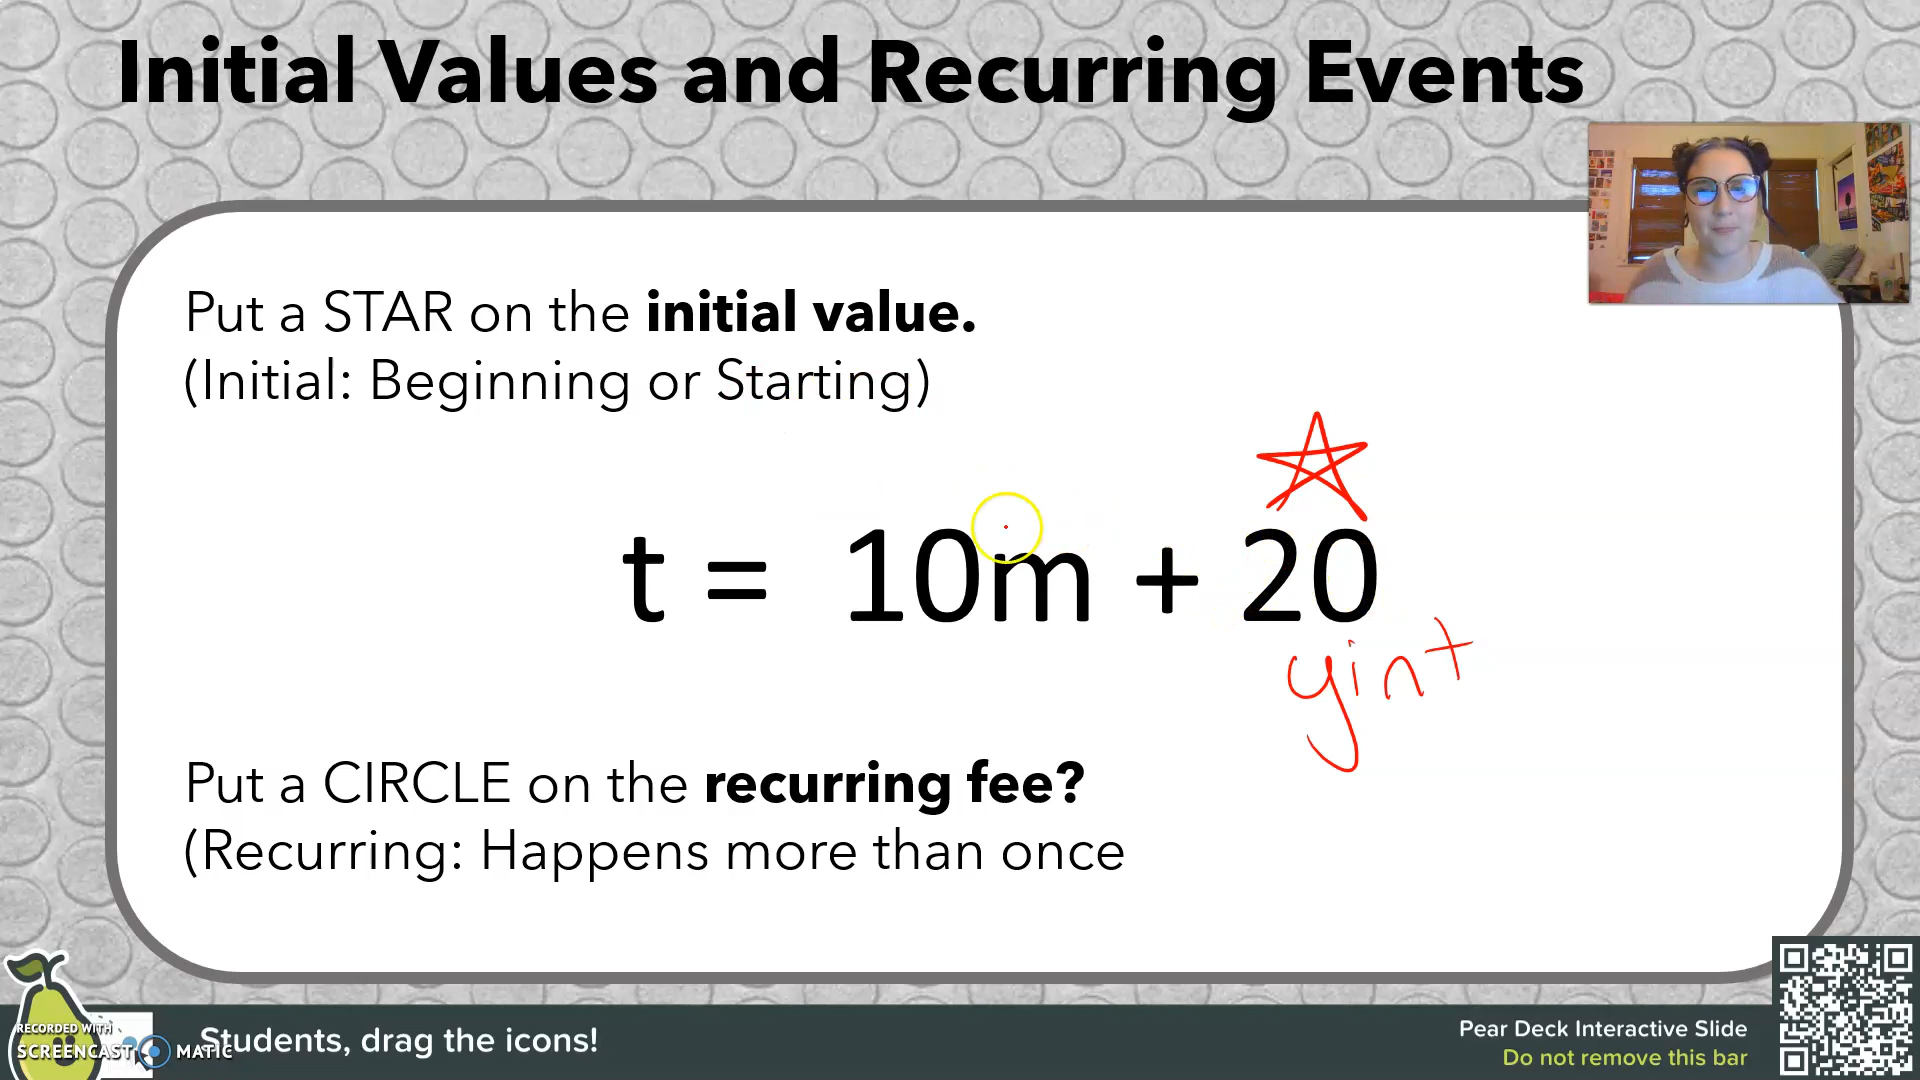 Initial Values and Recurring Events
Put a STAR on the initial value.
(Initial: Beginning or Starting)
t = 10m + 20
yint
Put a CIRCLE on the recurring fee?
(Recurring: Happens more than once
Students, drag the icons!
Pear Deck Interactive Slide
Do not remove this bar
RECORDED WITH
SCREENCAST MATIC